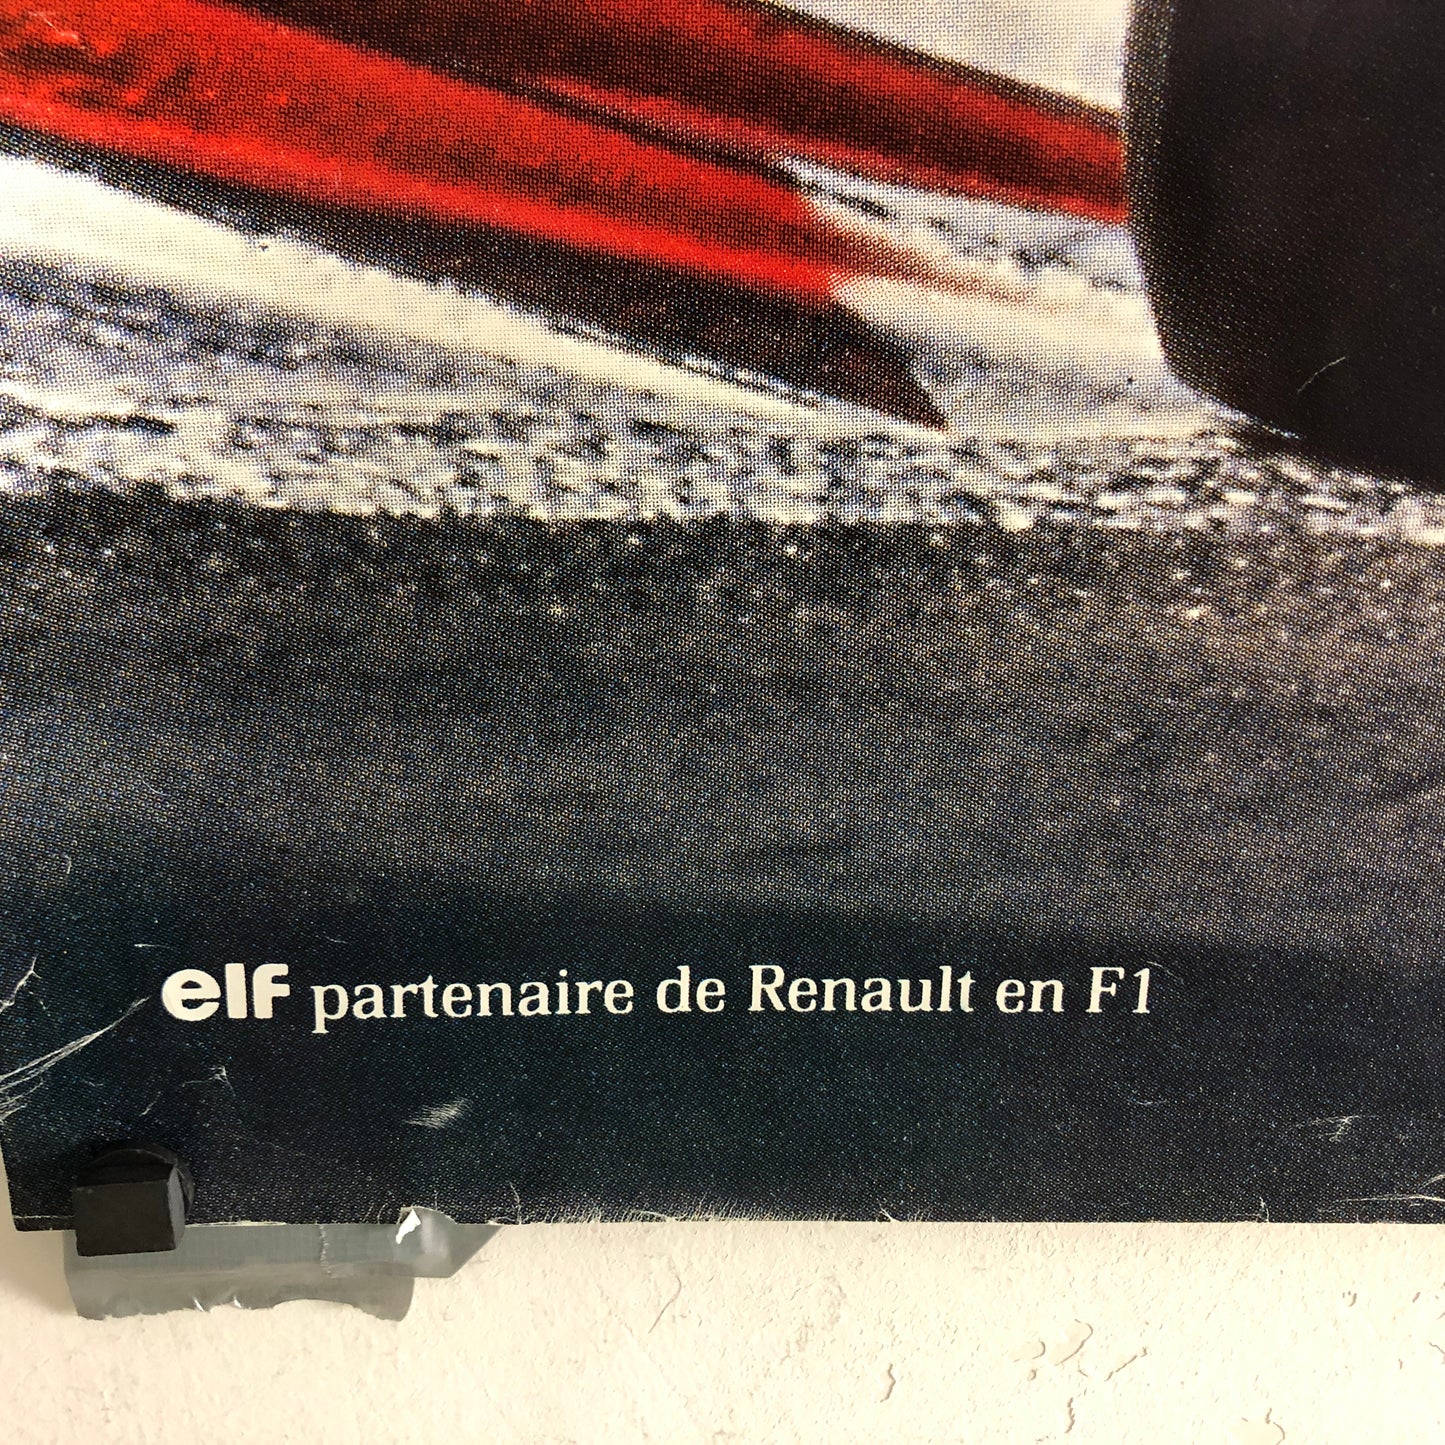 elf partenaire de Renault en F1